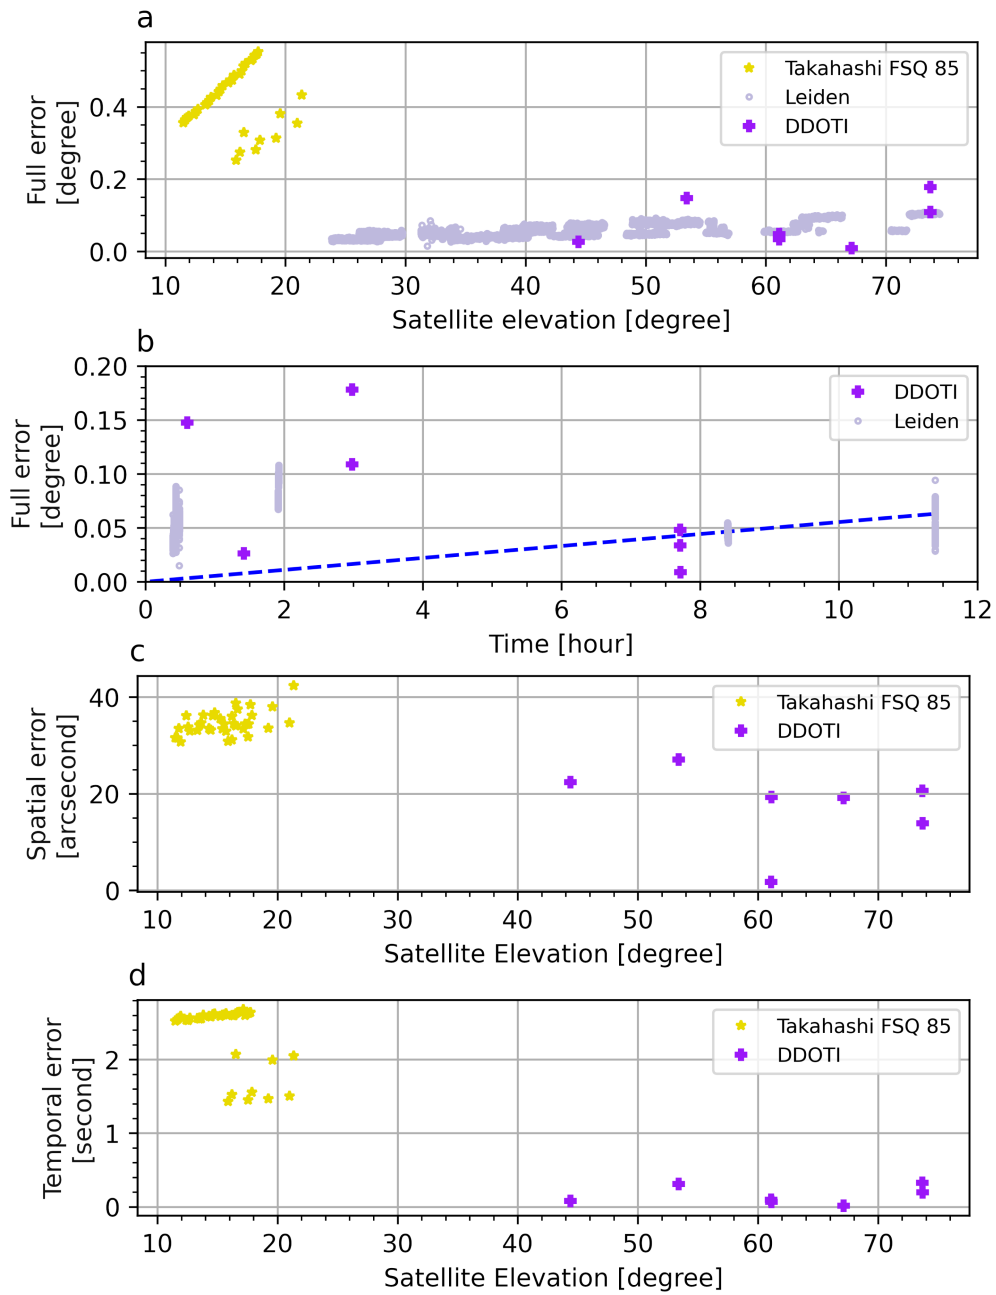 a
Full error
[degree]
0.4
0.2
0.0
Takahashi FSQ 85
Leiden
DDOTI
10 20 30 40 50 60 70
Satellite elevation [degree]
b
Full error
[degree]
0.20
0.15
0.10
0.05
0.00
DDOTI
Leiden
0 2 4 6 8 10 12
Time [hour]
c
Spatial error
[arcsecond]
40
20
0
Takahashi FSQ 85
DDOTI
10 20 30 40 50 60 70
Satellite Elevation [degree]
d
Temporal error
[second]
2
1
0
Takahashi FSQ 85
DDOTI
10 20 30 40 50 60 70
Satellite Elevation [degree]